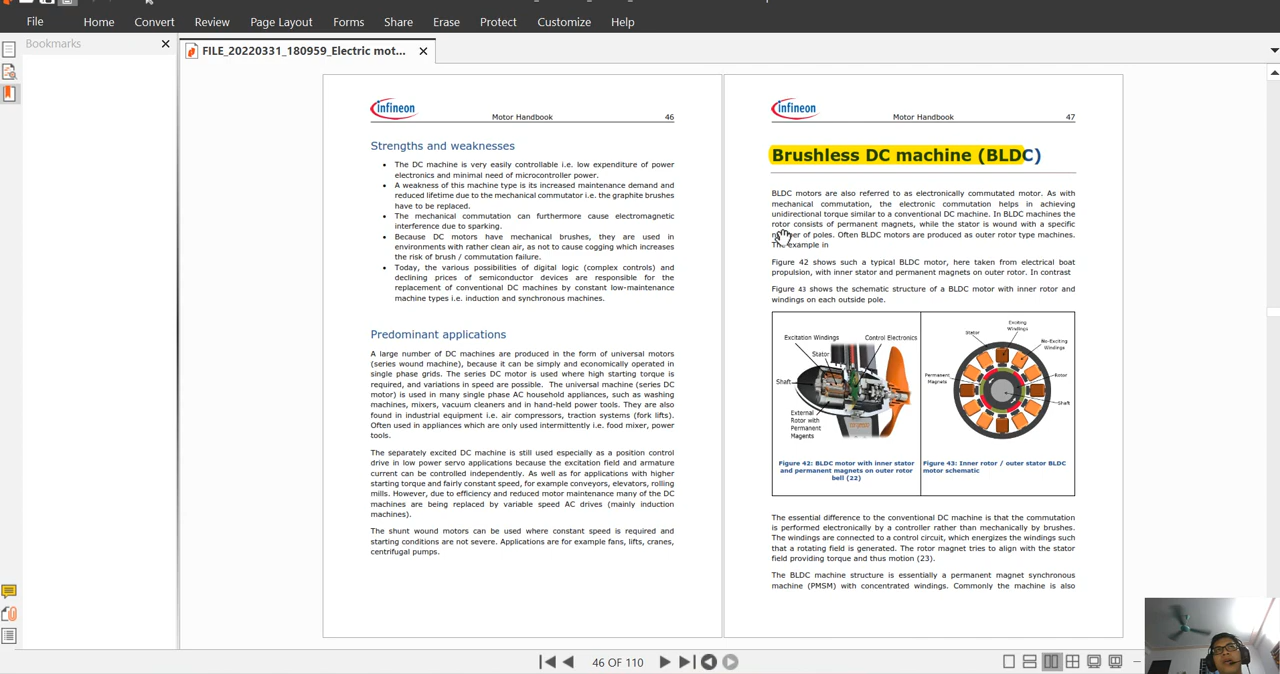 File
Home
Convert
Review
Page Layout
Forms
Share
Erase
Protect
Customize
Help
Bookmarks
FILE_20220331_180959_Electric mot...
infineon
Motor Handbook
46
Strengths and weaknesses
• The DC machine is very easily controllable i.e. low expenditure of power
electronics and minimal need of microcontroller power.
• A weakness of this machine type is its increased maintenance demand and
reduced lifetime due to the mechanical commutator i.e. the graphite brushes
have to be replaced.
• The mechanical commutation can furthermore cause electromagnetic
interference due to sparking.
• Because DC motors have mechanical brushes, they are used in
environments with rather clean air, as not to cause cogging which increases
the risk of brush / commutation failure.
• Today, the various possibilities of digital logic (complex controls) and
declining prices of semiconductor devices are responsible for the
replacement of conventional DC machines by constant low-maintenance
machine types i.e. induction and synchronous machines.
Predominant applications
A large number of DC machines are produced in the form of universal motors
(series wound machine), because it can be simply and economically operated in
single phase grids. The series DC motor is used where high starting torque is
required, and variations in speed are possible. The universal machine (series DC
motor) is used in many single phase AC household appliances, such as washing
machines, mixers, vacuum cleaners and in hand-held power tools. They are also
found in industrial equipment i.e. air compressors, traction systems (fork lifts).
Often used in appliances which are only used intermittently i.e. food mixer, power
tools.
The separately excited DC machine is still used especially as a position control
drive in low power servo applications because the excitation field and armature
current can be controlled independently. As well as for applications with higher
starting torque and fairly constant speed, for example conveyors, elevators, rolling
mills. However, due to efficiency and reduced motor maintenance many of the DC
machines are being replaced by variable speed AC drives (mainly induction
machines).
The shunt wound motors can be used where constant speed is required and
starting conditions are not severe. Applications are for example fans, lifts, cranes,
centrifugal pumps.
infineon
Motor Handbook
47
Brushless DC machine (BLDC)
BLDC motors are also referred to as electronically commutated motor. As with
mechanical commutation, the electronic commutation helps in achieving
unidirectional torque similar to a conventional DC machine. In BLDC machines the
rotor consists of permanent magnets, while the stator is wound with a specific
number of poles. Often BLDC motors are produced as outer rotor type machines.
The example in
Figure 42 shows such a typical BLDC motor, here taken from electrical boat
propulsion, with inner stator and permanent magnets on outer rotor. In contrast
Figure 43 shows the schematic structure of a BLDC motor with inner rotor and
windings on each outside pole.
Excitation Windings
Control Electronics
Stator
Shaft
External
Rotor with
Permanent
Magents
Figure 42: BLDC motor with inner stator
and permanent magnets on outer rotor
bell (22)
Stator
Exciting
Windings
No-Exciting
Windings
Permanent
Magnets
Rotor
Shaft
Figure 43: Inner rotor / outer stator BLDC
motor schematic
The essential difference to the conventional DC machine is that the commutation
is performed electronically by a controller rather than mechanically by brushes.
The windings are connected to a control circuit, which energizes the windings such
that a rotating field is generated. The rotor magnet tries to align with the stator
field providing torque and thus motion (23).
The BLDC machine structure is essentially a permanent magnet synchronous
machine (PMSM) with concentrated windings. Commonly the machine is also
46 OF 110